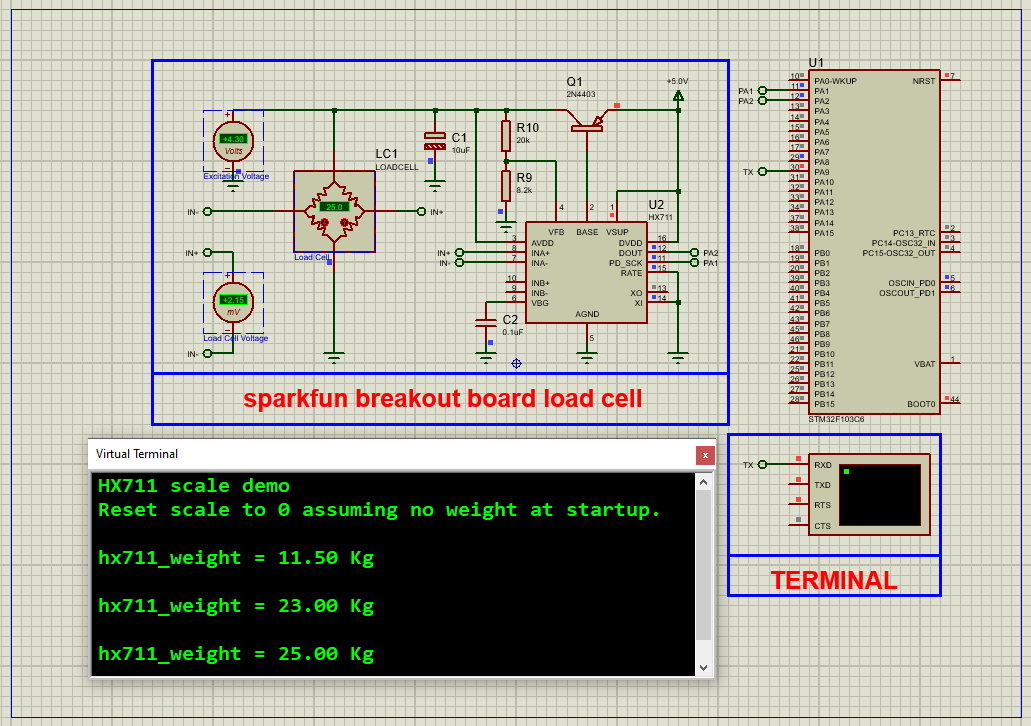 Q1
2N4403
+5.0V
+4.30
Volts
Excitation Voltage
LC1
LOADCELL
25.0
Load Cell
C1
10uF
R10
20k
R9
8.2k
U2
HX711
4
2
1
VFB
BASE
VSUP
3
AVDD
8
INA+
7
INA-
10
INB+
9
INB-
6
VBG
DVDD
16
DOUT
12
PD_SCK
11
RATE
15
XO
13
XI
14
AGND
5
IN-
IN+
IN+
IN-
PA2
PA1
IN+
+2.15
mV
Load Cell Voltage
IN-
C2
0.1uF
sparkfun breakout board load cell
U1
PA1
PA2
TX
10
PA0-WKUP
11
PA1
12
PA2
13
PA3
14
PA4
15
PA5
16
PA6
17
PA7
29
PA8
30
PA9
31
PA10
32
PA11
33
PA12
34
PA13
37
PA14
38
PA15
18
PB0
19
PB1
20
PB2
39
PB3
40
PB4
41
PB5
42
PB6
43
PB7
45
PB8
46
PB9
21
PB10
22
PB11
25
PB12
26
PB13
27
PB14
28
PB15
NRST
7
PC13_RTC
2
PC14-OSC32_IN
3
PC15-OSC32_OUT
4
OSCIN_PD0
5
OSCOUT_PD1
6
VBAT
1
BOOT0
44
STM32F103C6
TX
RXD
TXD
RTS
CTS
TERMINAL
Virtual Terminal
x
HX711 scale demo
Reset scale to 0 assuming no weight at startup.
hx711_weight = 11.50 Kg
hx711_weight = 23.00 Kg
hx711_weight = 25.00 Kg